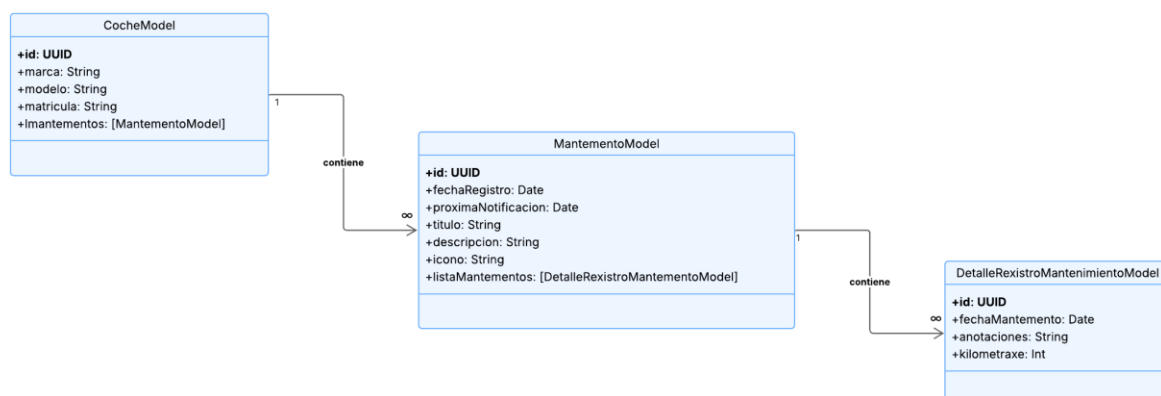 CocheModel
+id: UUID
+marca: String
+modelo: String
+matricula: String
+lmantementos: [MantementoModel]
1
contiene
∞
MantementoModel
+id: UUID
+fechaRegistro: Date
+proximaNotificacion: Date
+titulo: String
+descripcion: String
+icono: String
+listaMantementos: [DetalleRexistroMantementoModel]
1
contiene
∞
DetalleRexistroMantenimientoModel
+id: UUID
+fechaMantemento: Date
+anotaciones: String
+kilometraxe: Int